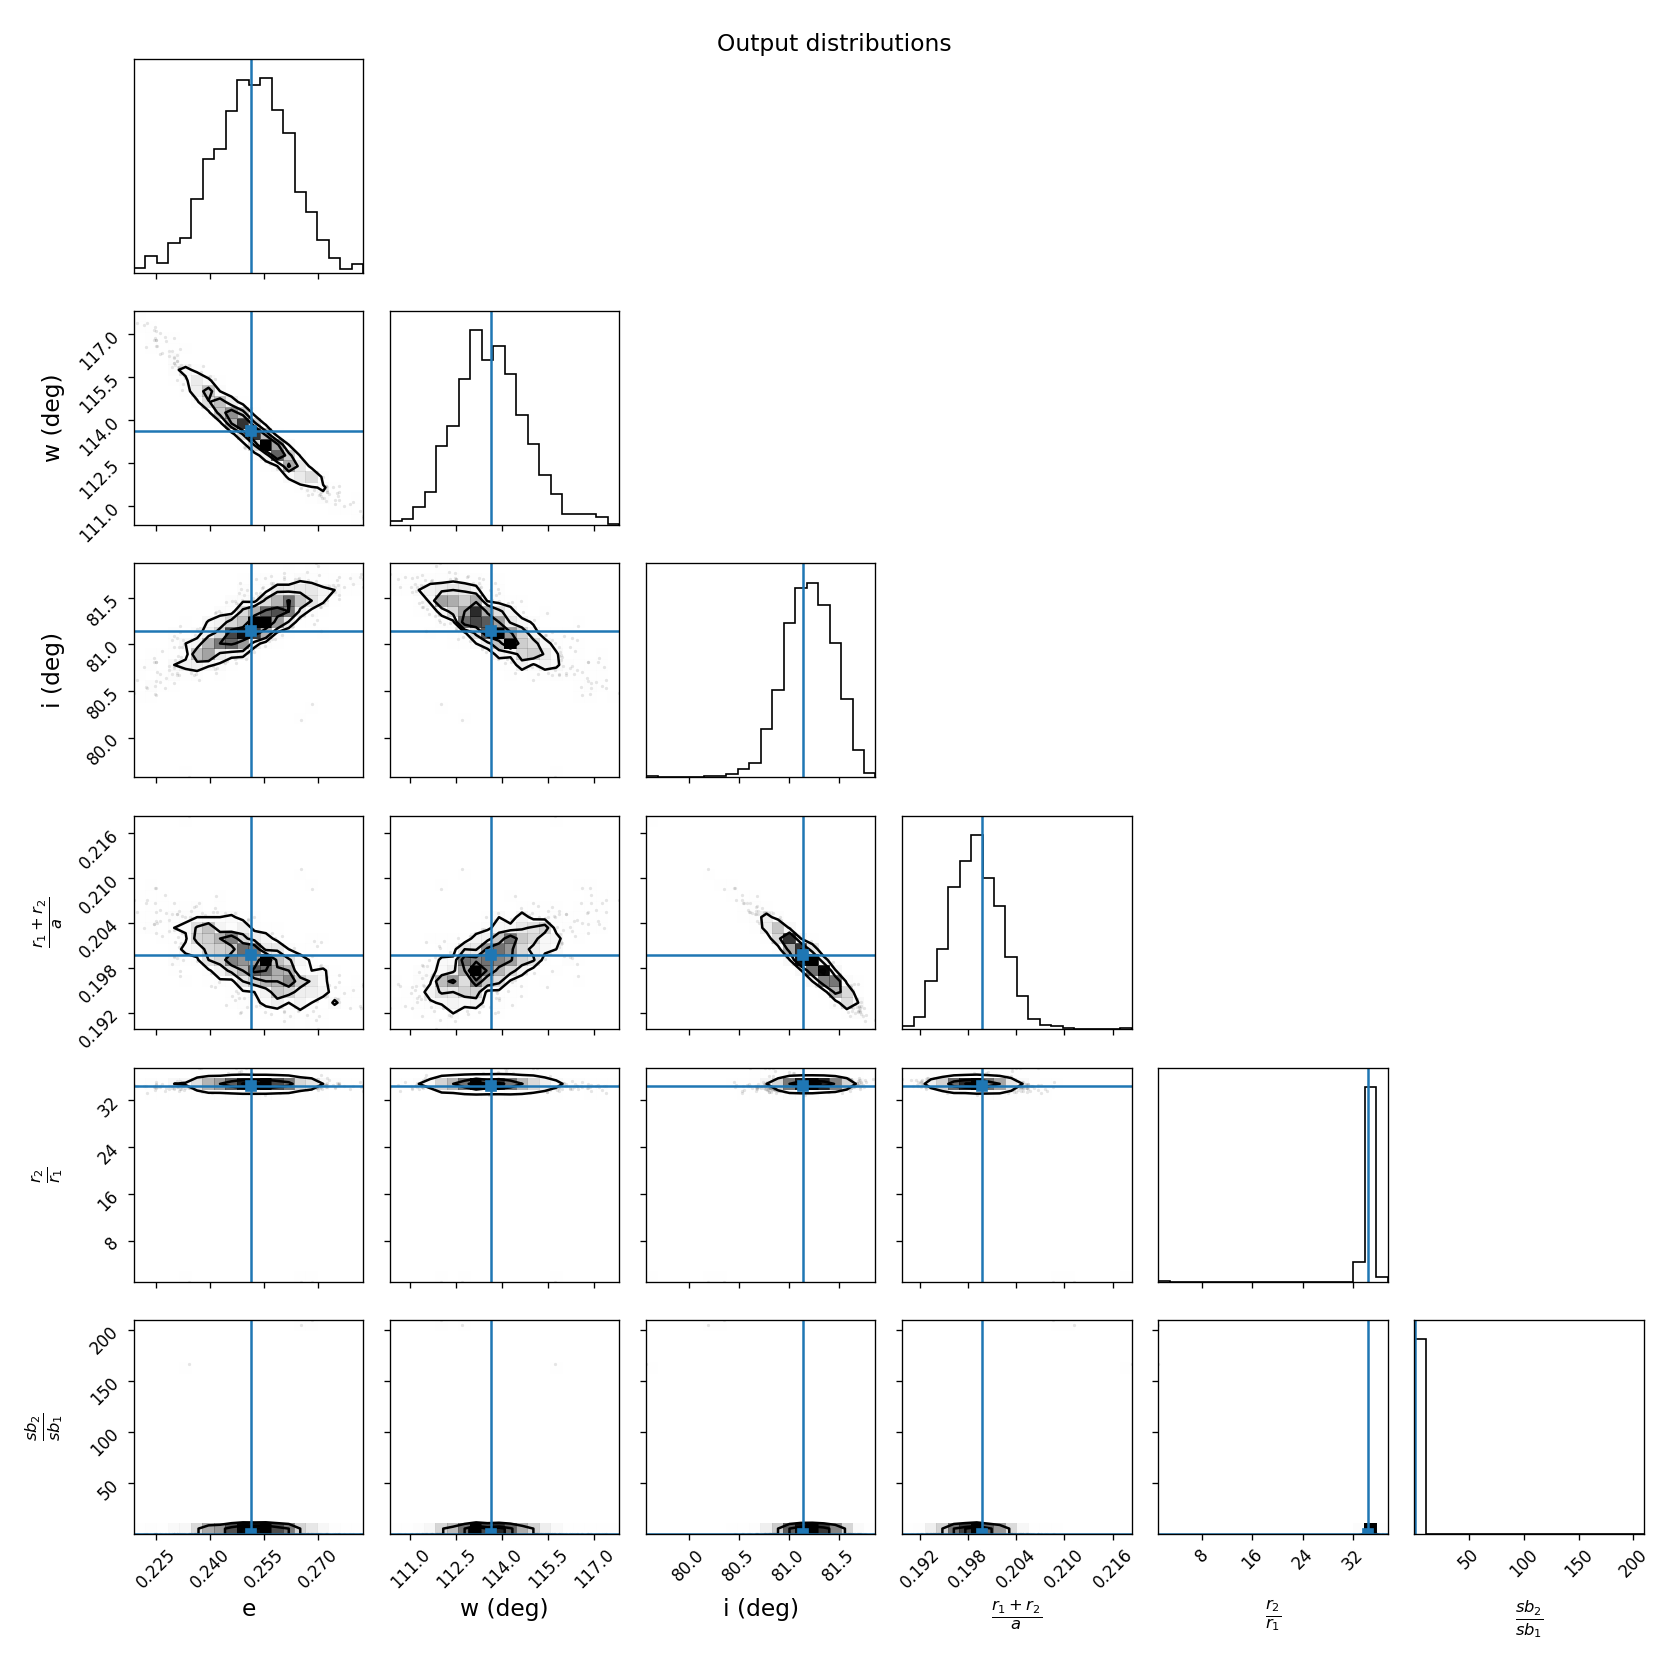 Output distributions
w (deg)
117.0
115.5
114.0
112.5
111.0
i (deg)
81.5
81.0
80.5
80.0
r₁ + r₂
a
0.216
0.210
0.204
0.198
0.192
r₂
r₁
32
24
16
8
sb₂
sb₁
200
150
100
50
0.225 0.240 0.255 0.270 111.0 112.5 114.0 115.5 117.0 80.0 80.5 81.0 81.5 0.192 0.198 0.204 0.210 0.216 8 16 24 32 50 100 150 200
e w (deg) i (deg)
r₁ + r₂
a
r₂
r₁
sb₂
sb₁